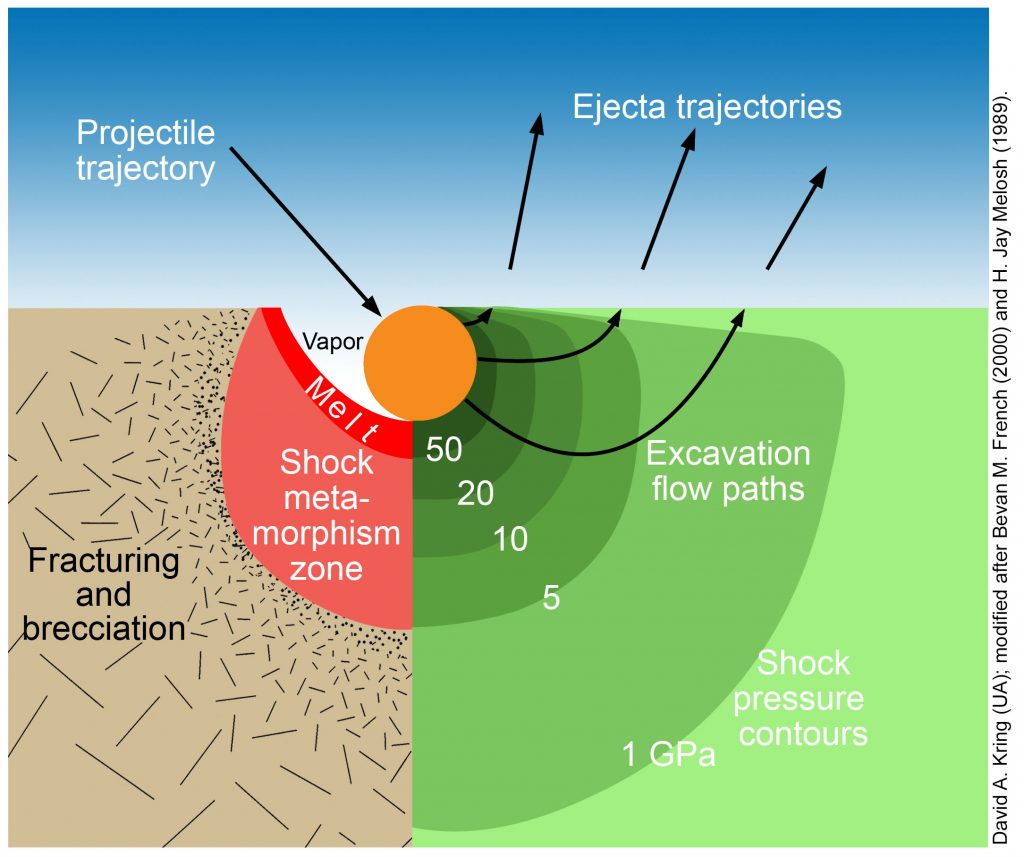 Projectile
trajectory
Ejecta trajectories
Vapor
Melt
50
20
10
5
1 GPa
Shock
meta-
morphism
zone
Excavation
flow paths
Fracturing
and
brecciation
Shock
pressure
contours
David A. Kring (UA); modified after Bevan M. French (2000) and H. Jay Melosh (1989).